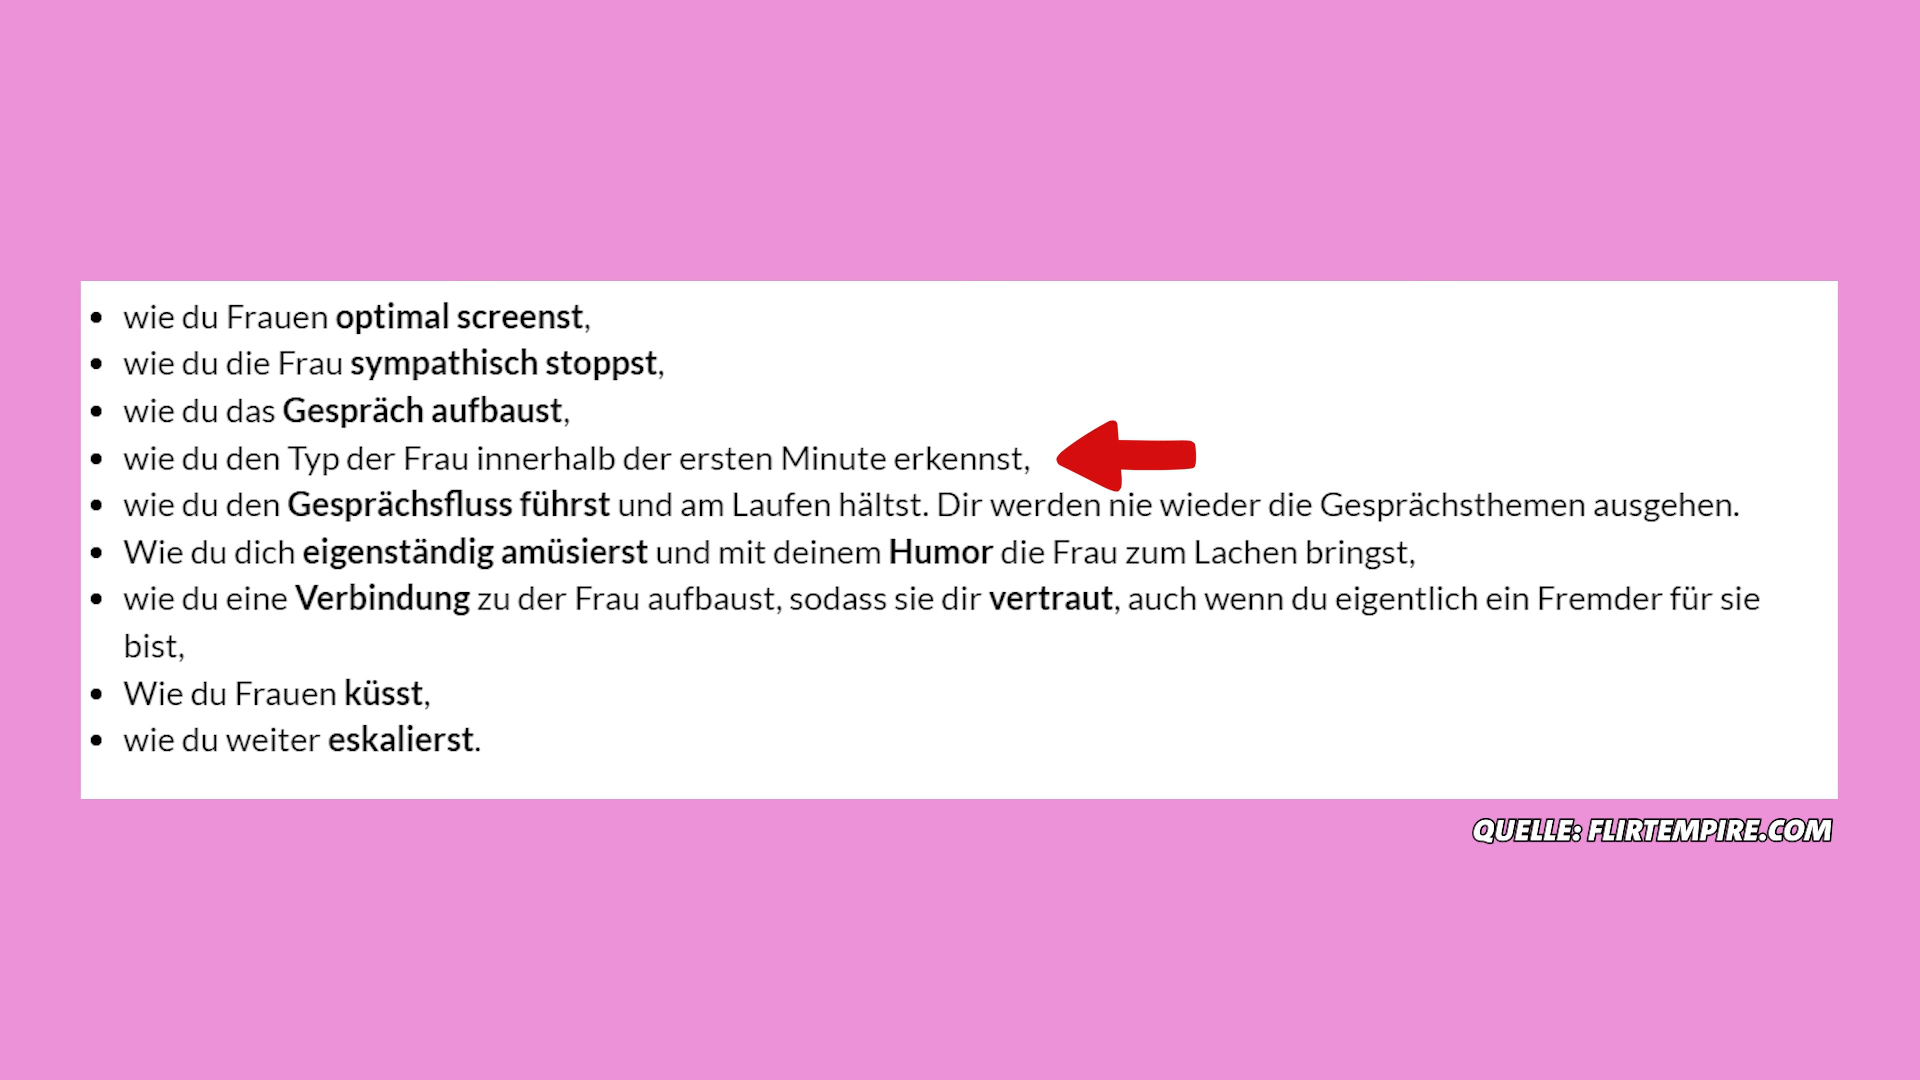 • wie du Frauen optimal screenst,
• wie du die Frau sympathisch stoppst,
• wie du das Gespräch aufbaust,
• wie du den Typ der Frau innerhalb der ersten Minute erkennst,
• wie du den Gesprächsfluss führst und am Laufen hältst. Dir werden nie wieder die Gesprächsthemen ausgehen.
• Wie du dich eigenständig amüsierst und mit deinem Humor die Frau zum Lachen bringst,
• wie du eine Verbindung zu der Frau aufbaust, sodass sie dir vertraut, auch wenn du eigentlich ein Fremder für sie
bist,
• Wie du Frauen küsst,
• wie du weiter eskalierst.
QUELLE: FLIRTEMPIRE.COM